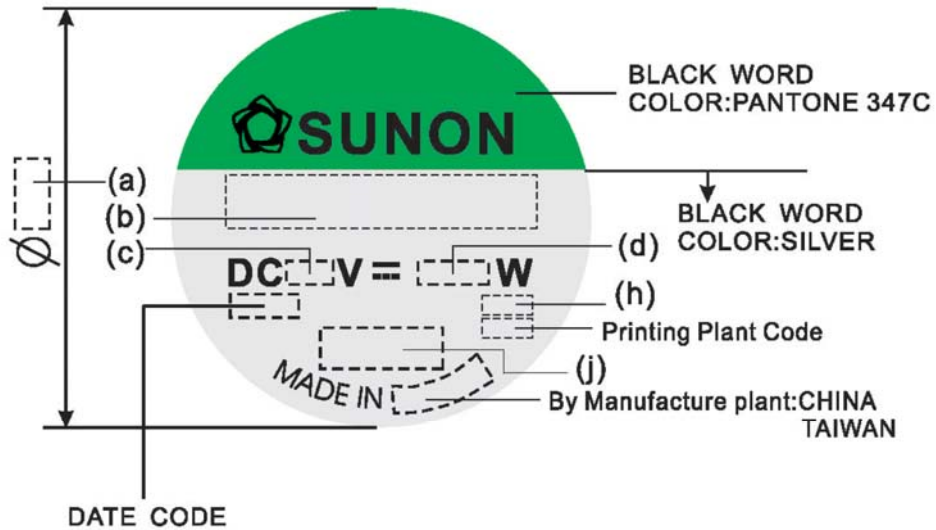 BLACK WORD
COLOR:PANTONE 347C
SUNON
(a)
(b)
BLACK WORD
COLOR:SILVER
(c)
(d)
Ø
DC V W
(h)
Printing Plant Code
(j)
MADE IN
By Manufacture plant:CHINA
TAIWAN
DATE CODE